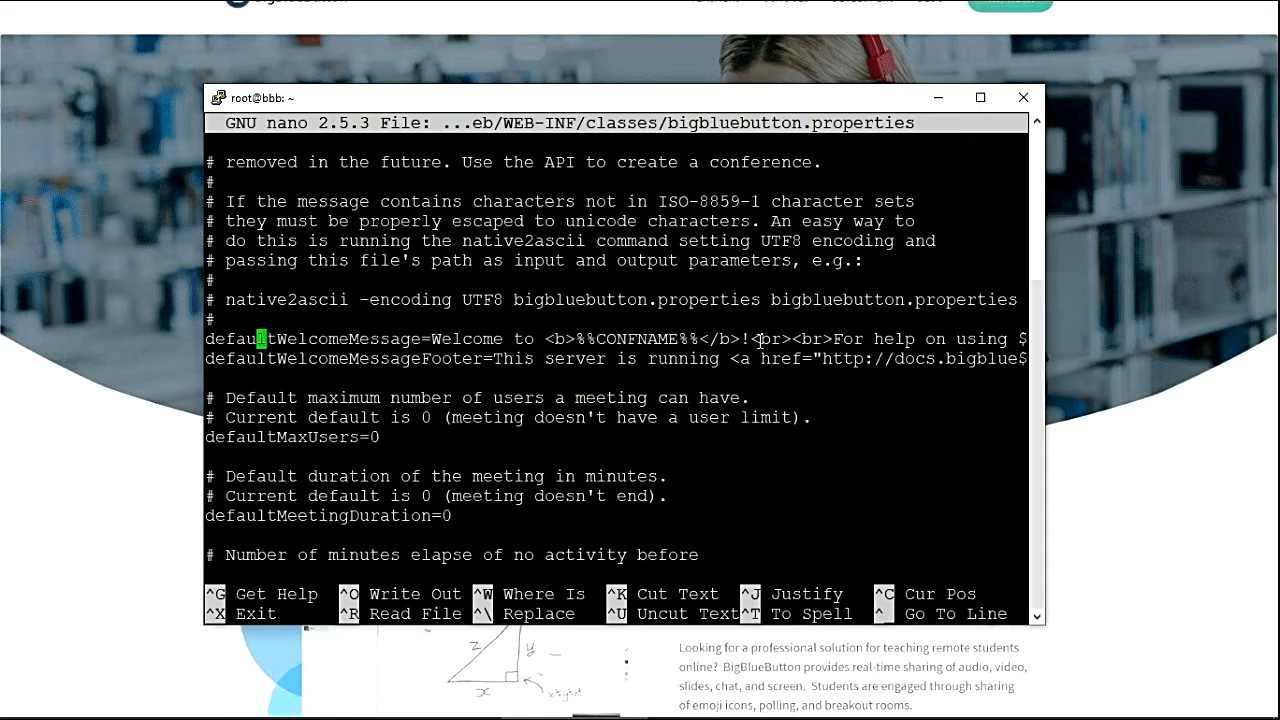 root@bbb: ~
GNU nano 2.5.3 File: ...eb/WEB-INF/classes/bigbluebutton.properties
# removed in the future. Use the API to create a conference.
#
# If the message contains characters not in ISO-8859-1 character sets
# they must be properly escaped to unicode characters. An easy way to
# do this is running the native2ascii command setting UTF8 encoding and
# passing this file's path as input and output parameters, e.g.:
#
# native2ascii -encoding UTF8 bigbluebutton.properties bigbluebutton.properties
#
defaultWelcomeMessage=Welcome to <b>%%CONFNAME%%</b>!<br><br>For help on using $
defaultWelcomeMessageFooter=This server is running <a href="http://docs.bigblue$
# Default maximum number of users a meeting can have.
# Current default is 0 (meeting doesn't have a user limit).
defaultMaxUsers=0
# Default duration of the meeting in minutes.
# Current default is 0 (meeting doesn't end).
defaultMeetingDuration=0
# Number of minutes elapse of no activity before
^G Get Help ^O Write Out ^W Where Is ^K Cut Text ^J Justify ^C Cur Pos
^X Exit ^R Read File ^\ Replace ^U Uncut Text ^T To Spell ^_ Go To Line
z y
x
Looking for a professional solution for teaching remote students
online? BigBlueButton provides real-time sharing of audio, video,
slides, chat, and screen. Students are engaged through sharing
of emoji icons, polling, and breakout rooms.